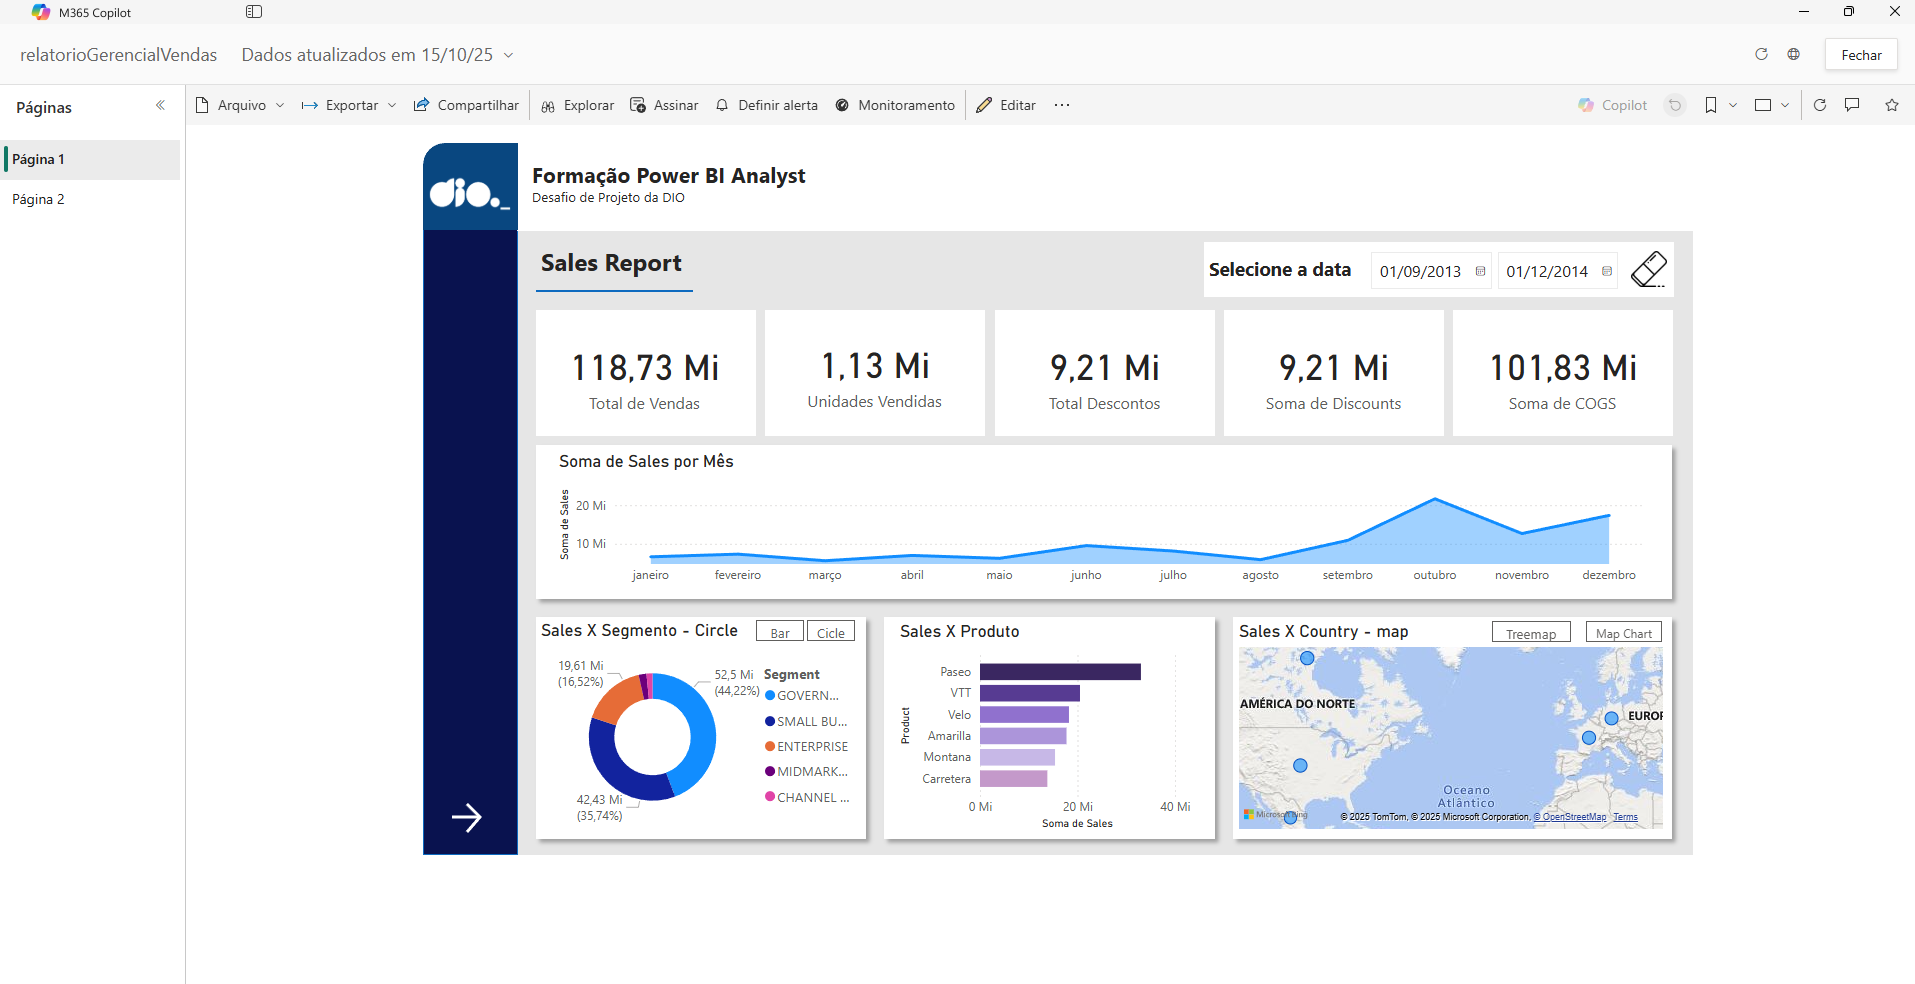 M365 Copilot
relatorioGerencialVendas Dados atualizados em 15/10/25
Fechar
Páginas
Arquivo Exportar Compartilhar Explorar Assinar Definir alerta Monitoramento Editar ...
Copilot
Página 1
Página 2
dio._
Formação Power BI Analyst
Desafio de Projeto da DIO
Sales Report
Selecione a data 01/09/2013 01/12/2014
118,73 Mi
Total de Vendas
1,13 Mi
Unidades Vendidas
9,21 Mi
Total Descontos
9,21 Mi
Soma de Discounts
101,83 Mi
Soma de COGS
Soma de Sales por Mês
Soma de Sales
20 Mi
10 Mi
janeiro fevereiro março abril maio junho julho agosto setembro outubro novembro dezembro
Sales X Segmento - Circle
Bar Cicle
19,61 Mi
(16,52%)
52,5 Mi
(44,22%)
42,43 Mi
(35,74%)
Segment
GOVERN...
SMALL BU...
ENTERPRISE
MIDMARK...
CHANNEL ...
Sales X Produto
Product
Paseo
VTT
Velo
Amarilla
Montana
Carretera
0 Mi 20 Mi 40 Mi
Soma de Sales
Sales X Country - map
Treemap Map Chart
AMÉRICA DO NORTE
EUROP
Oceano
Atlântico
Microsoft Bing
© 2025 TomTom, © 2025 Microsoft Corporation, © OpenStreetMap Terms